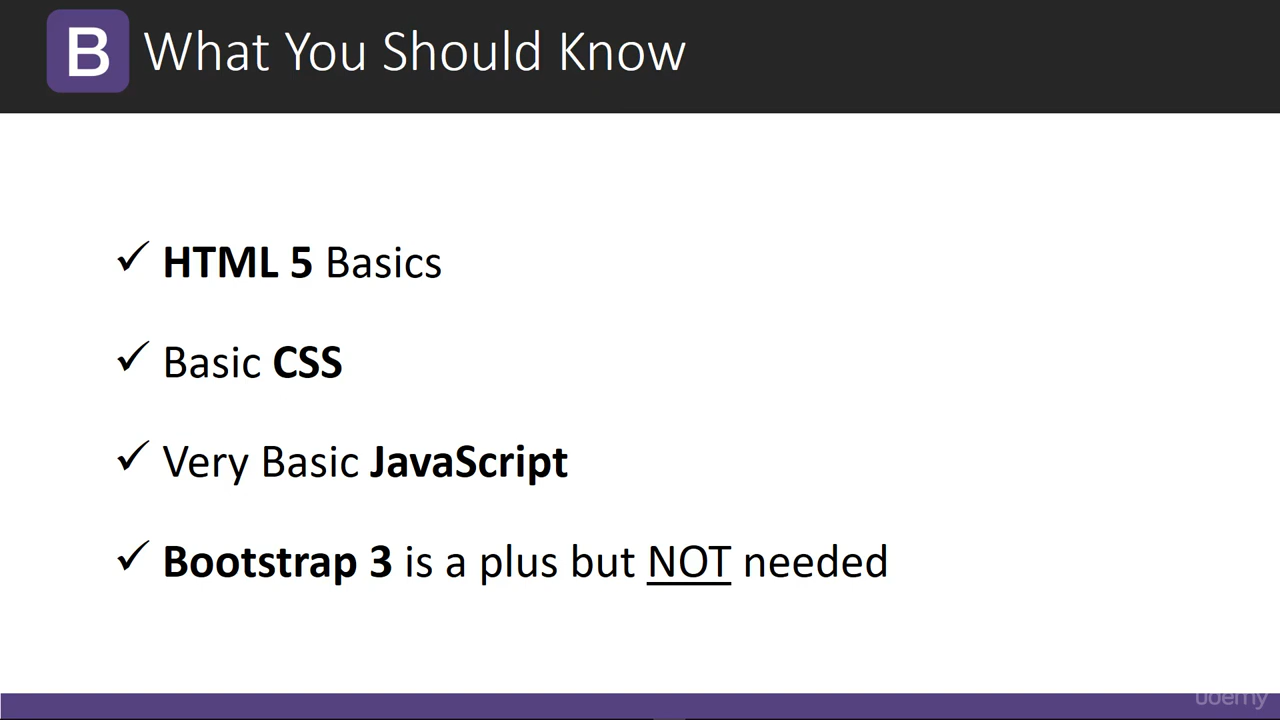 B What You Should Know
HTML 5 Basics
Basic CSS
Very Basic JavaScript
Bootstrap 3 is a plus but NOT needed
udemy